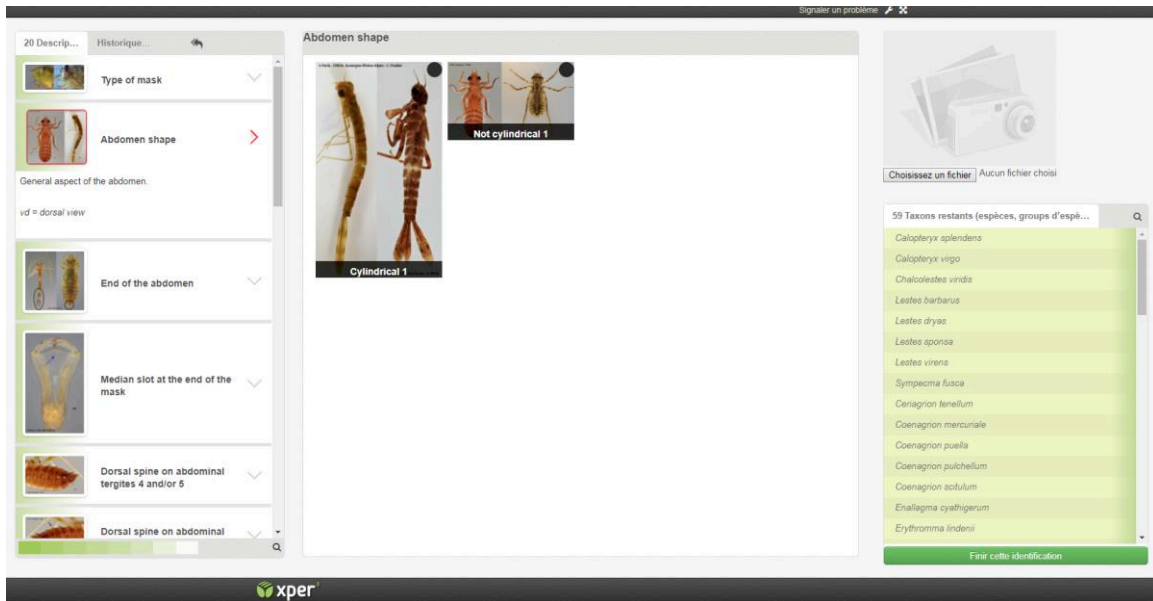 Signaler un problème
20 Descrip...
Historique...
Type of mask
Abdomen shape
General aspect of the abdomen.
vd = dorsal view
End of the abdomen
Median slot at the end of the
mask
Dorsal spine on abdominal
tergites 4 and/or 5
Dorsal spine on abdominal
Abdomen shape
Cylindrical 1
Not cylindrical 1
Choisissez un fichier Aucun fichier choisi
59 Taxons restants (espèces, groups d'espè...
Calopteryx splendens
Calopteryx virgo
Chalcolestes viridis
Lestes barbarus
Lestes dryas
Lestes sponsa
Lestes virens
Sympecma fusca
Ceriagrion tenellum
Coenagrion mercuriale
Coenagrion puella
Coenagrion pulchellum
Coenagrion scitulum
Enallagma cyathigerum
Erythromma lindenii
Finir cette identification
xper